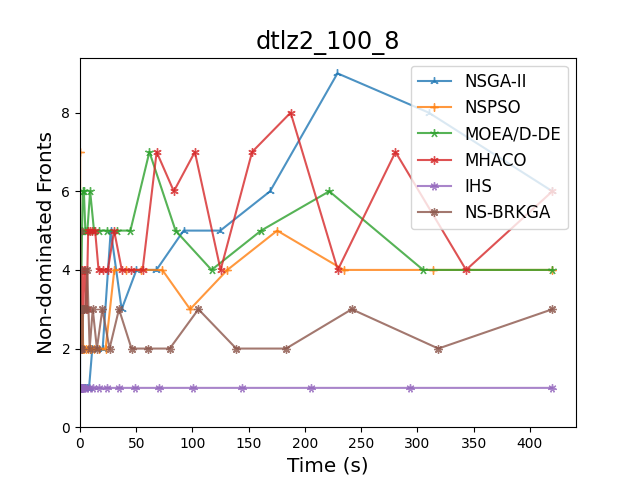 dtlz2_100_8
Non-dominated Fronts
8
6
4
2
0
0 50 100 150 200 250 300 350 400
Time (s)
NSGA-II
NSPSO
MOEA/D-DE
MHACO
IHS
NS-BRKGA